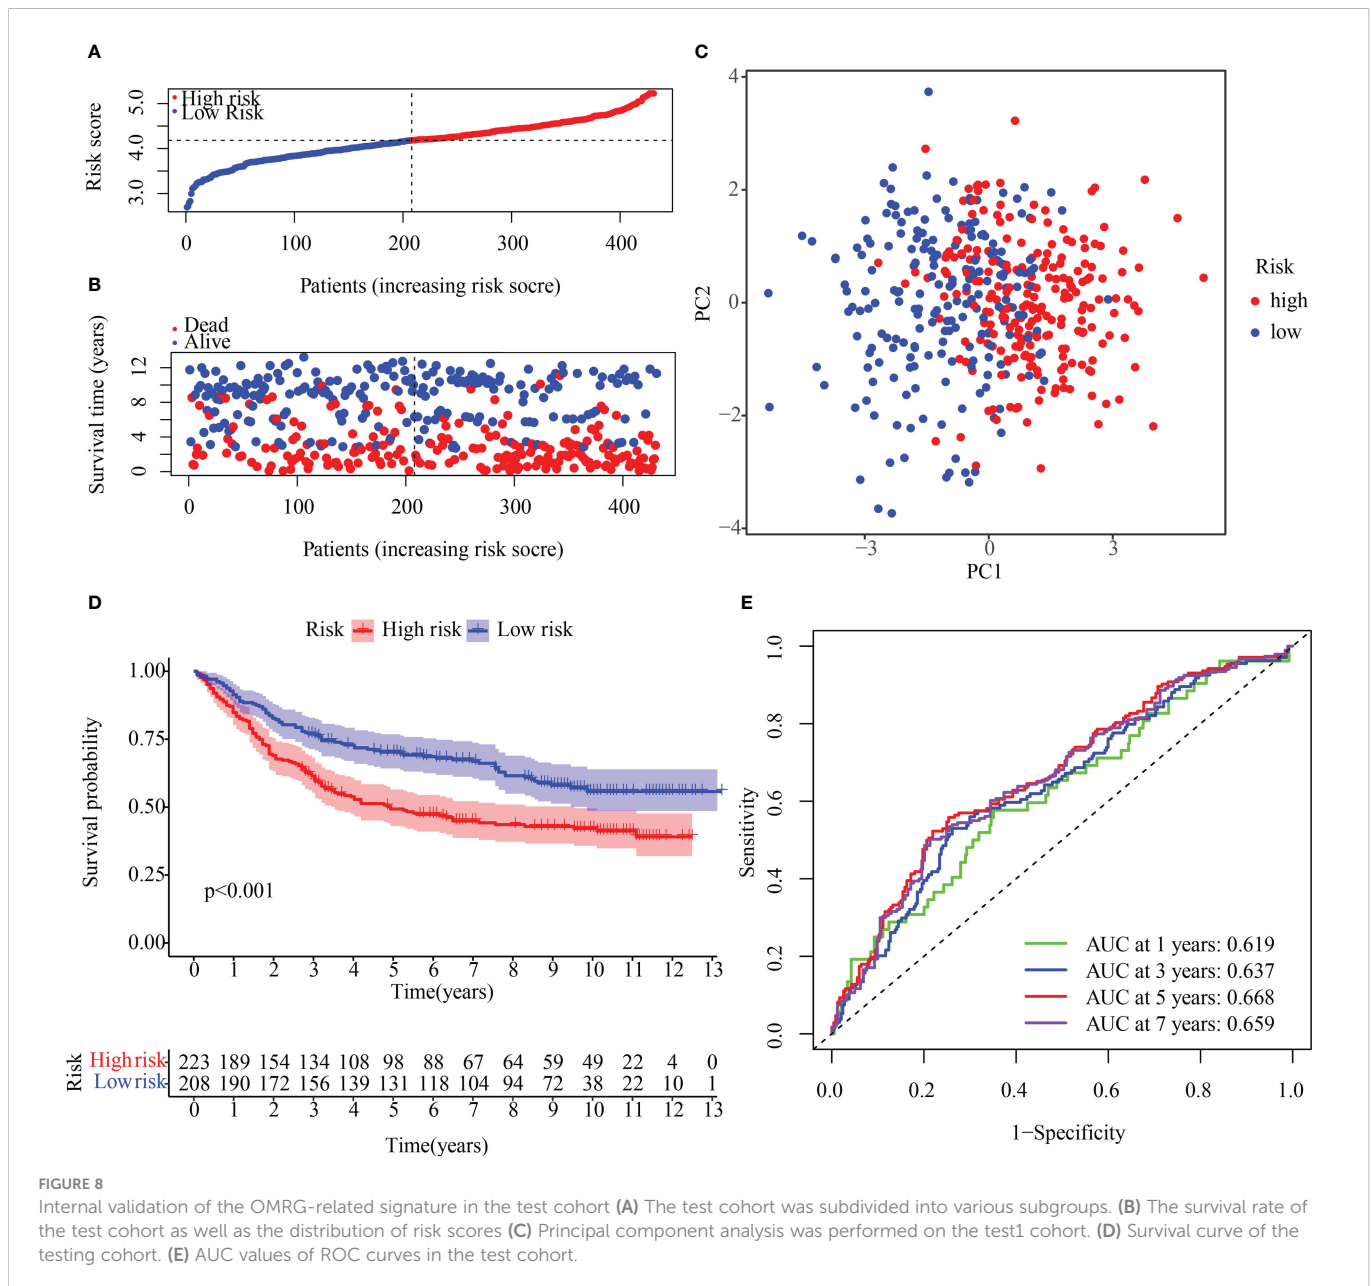 A
High risk
Low Risk
Risk score
5.0
4.0
3.0
0 100 200 300 400
Patients (increasing risk socre)
B
Dead
Alive
Survival time (years)
12
8
4
0
0 100 200 300 400
Patients (increasing risk socre)
C
4
2
0
−2
−4
PC2
−3 0 3
PC1
Risk
high
low
D
Risk High risk Low risk
1.00
0.75
0.50
0.25
0.00
Survival probability
p<0.001
0 1 2 3 4 5 6 7 8 9 10 11 12 13
Time(years)
Risk
High risk 223 189 154 134 108 98 88 67 64 59 49 22 4 0
Low risk 208 190 172 156 139 131 118 104 94 72 38 22 10 1
0 1 2 3 4 5 6 7 8 9 10 11 12 13
Time(years)
E
1.0
0.8
0.6
0.4
0.2
0.0
Sensitivity
AUC at 1 years: 0.619
AUC at 3 years: 0.637
AUC at 5 years: 0.668
AUC at 7 years: 0.659
0.0 0.2 0.4 0.6 0.8 1.0
1−Specificity
FIGURE 8
Internal validation of the OMRG-related signature in the test cohort (A) The test cohort was subdivided into various subgroups. (B) The survival rate of
the test cohort as well as the distribution of risk scores (C) Principal component analysis was performed on the test1 cohort. (D) Survival curve of the
testing cohort. (E) AUC values of ROC curves in the test cohort.